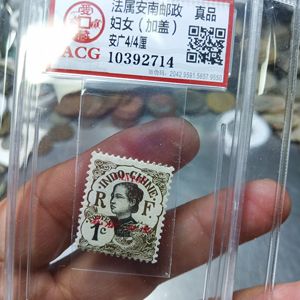 法属安南邮政 真品
妇女（加盖）
安广4/4厘
ACG 10392714
INDO-CHINE
R F
1 c